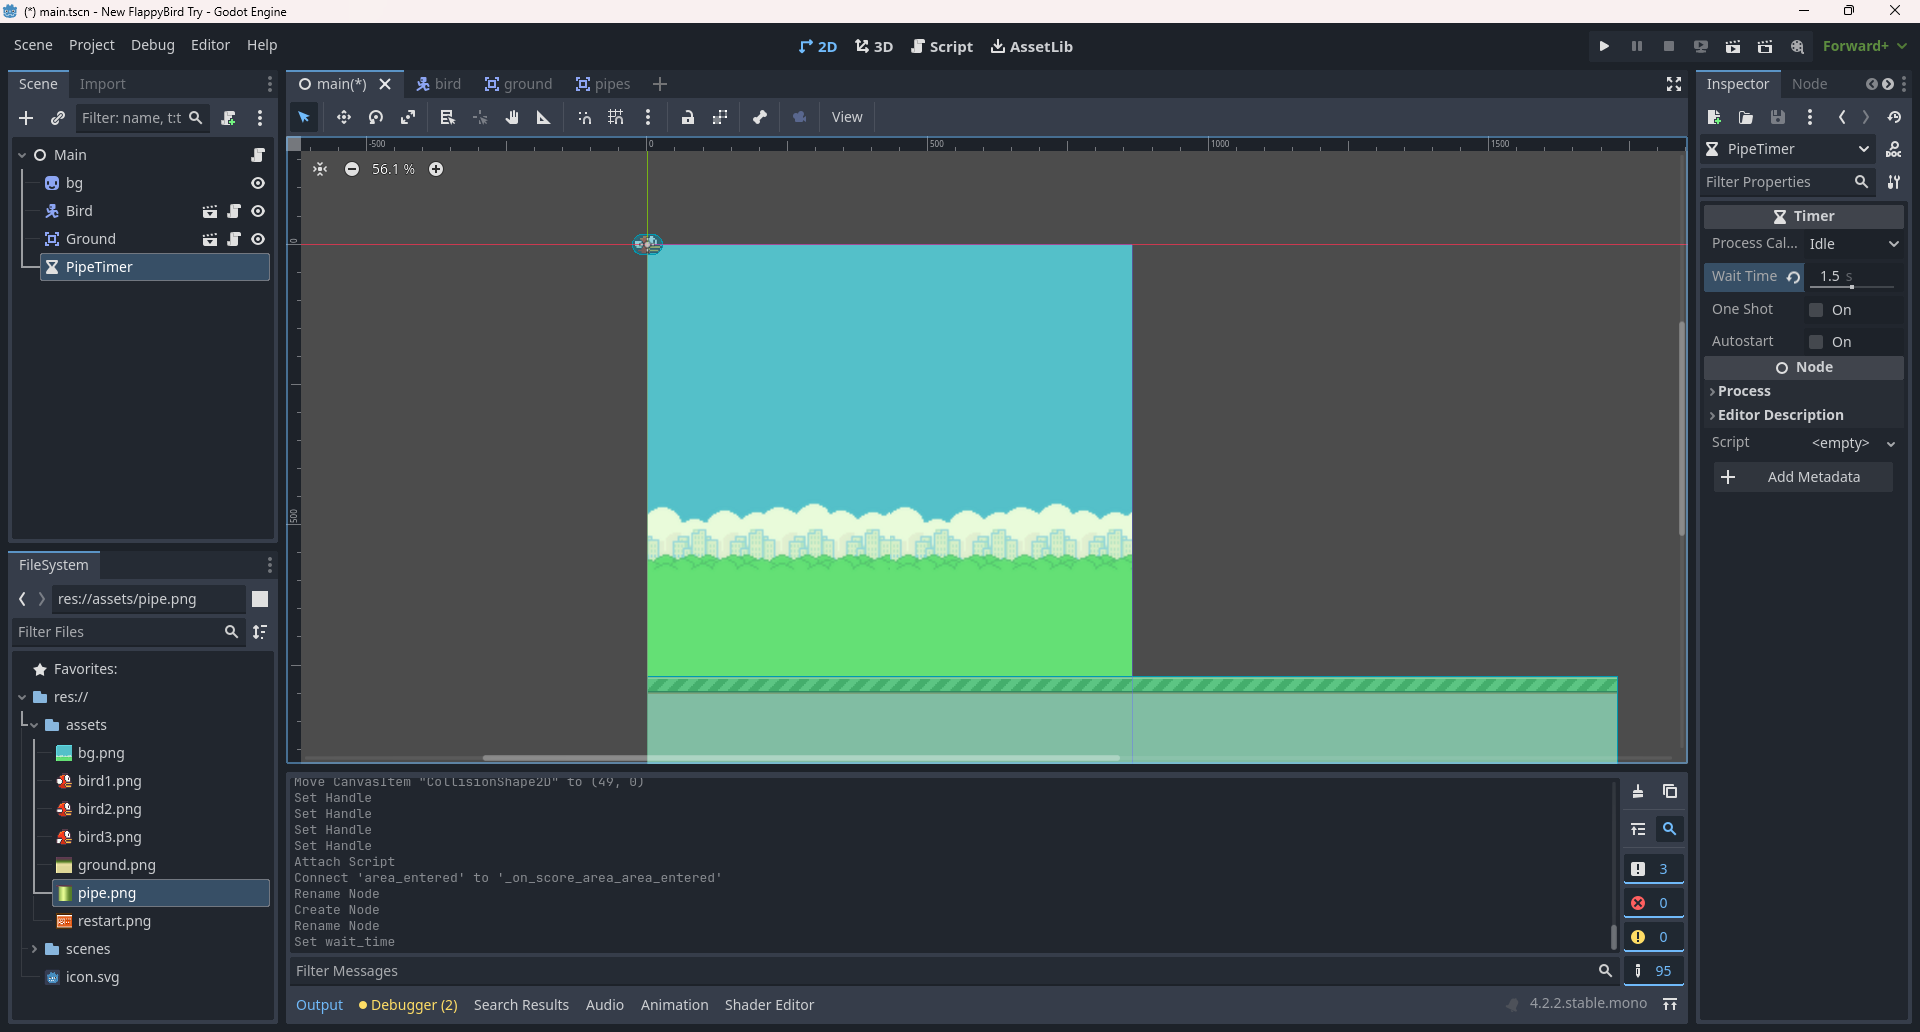 (*) main.tscn - New FlappyBird Try - Godot Engine
Scene Project Debug Editor Help
2D 3D Script AssetLib
Forward+
Scene Import
main(*) bird ground pipes
Inspector Node
Filter: name, t:t
View
-500 0 500 1000 1500
0
500
56.1 %
Main
bg
Bird
Ground
PipeTimer
PipeTimer
Filter Properties
Timer
Process Cal... Idle
Wait Time 1.5 s
One Shot On
Autostart On
Node
Process
Editor Description
Script <empty>
Add Metadata
FileSystem
res://assets/pipe.png
Filter Files
Favorites:
res://
assets
bg.png
bird1.png
bird2.png
bird3.png
ground.png
pipe.png
restart.png
scenes
icon.svg
Move CanvasItem "CollisionShape2D" to (49, 0)
Set Handle
Set Handle
Set Handle
Set Handle
Attach Script
Connect 'area_entered' to '_on_score_area_area_entered'
Rename Node
Create Node
Rename Node
Set wait_time
3
0
0
95
Filter Messages
Output Debugger (2) Search Results Audio Animation Shader Editor
4.2.2.stable.mono